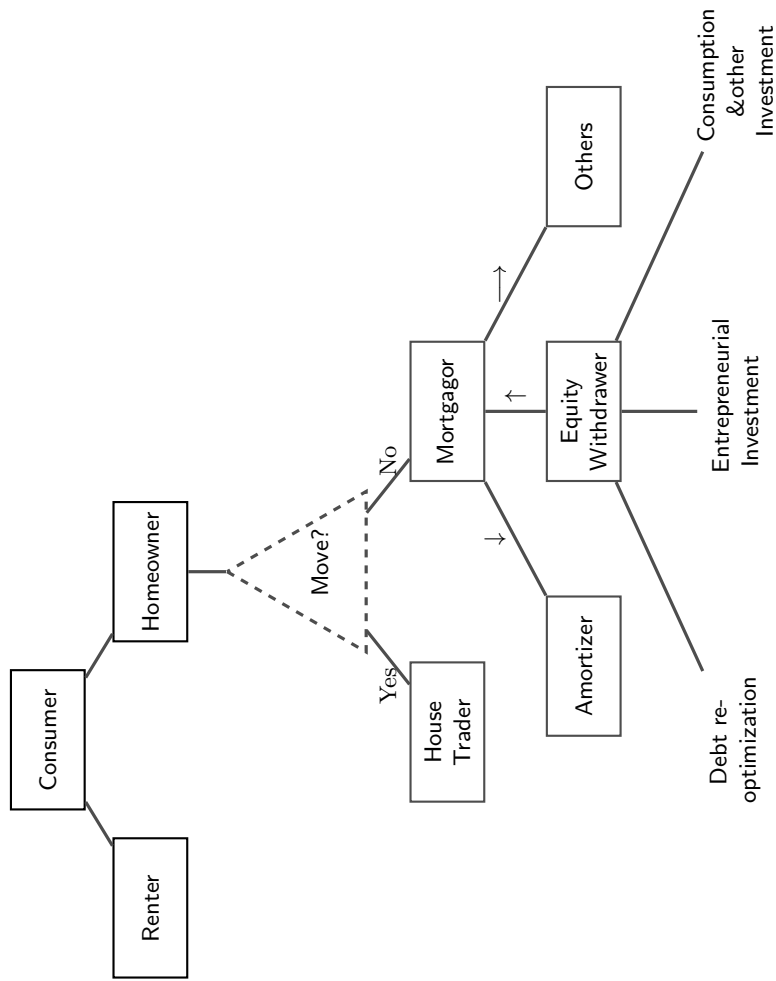 Consumer
Renter
Homeowner
Move?
Yes
No
House
Trader
Mortgagor
Amortizer
Equity
Withdrawer
Others
Debt re-
optimization
Entrepreneurial
Investment
Consumption
&other
Investment